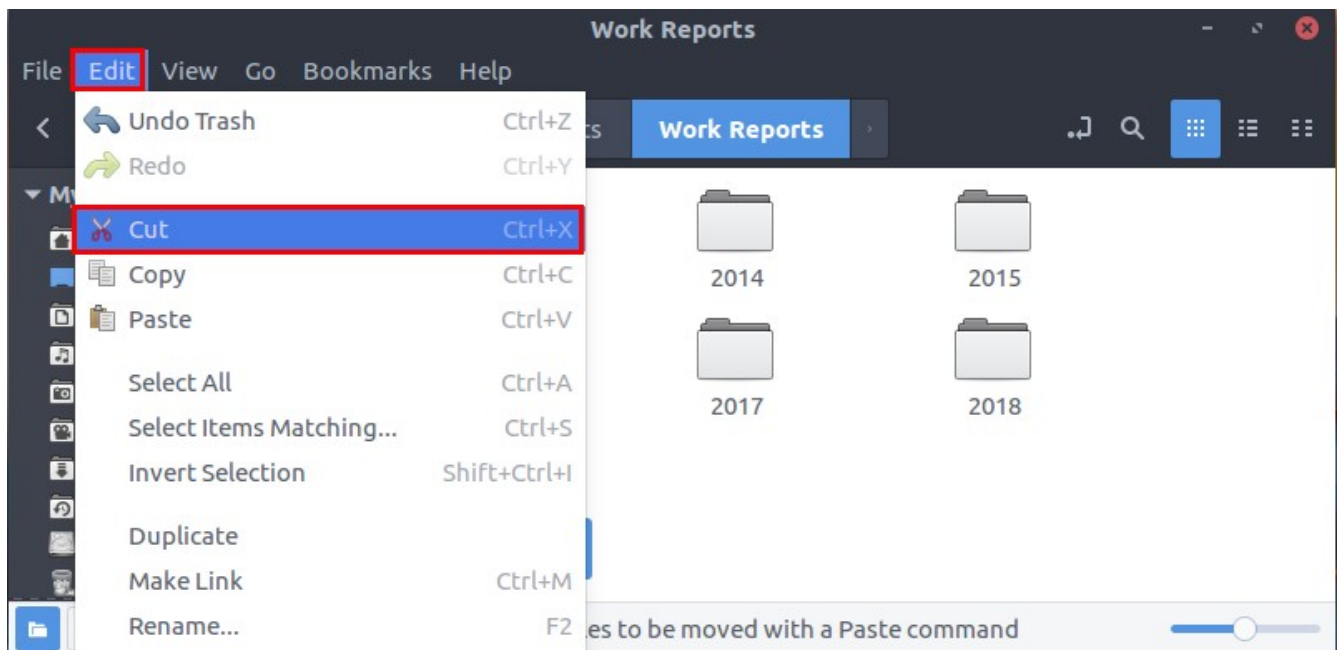 Work Reports
File Edit View Go Bookmarks Help
Undo Trash Ctrl+Z
Work Reports
Redo Ctrl+Y
Cut Ctrl+X
Copy Ctrl+C
2014 2015
Paste Ctrl+V
Select All Ctrl+A
2017 2018
Select Items Matching... Ctrl+S
Invert Selection Shift+Ctrl+I
Duplicate
Make Link Ctrl+M
Rename... F2
to be moved with a Paste command